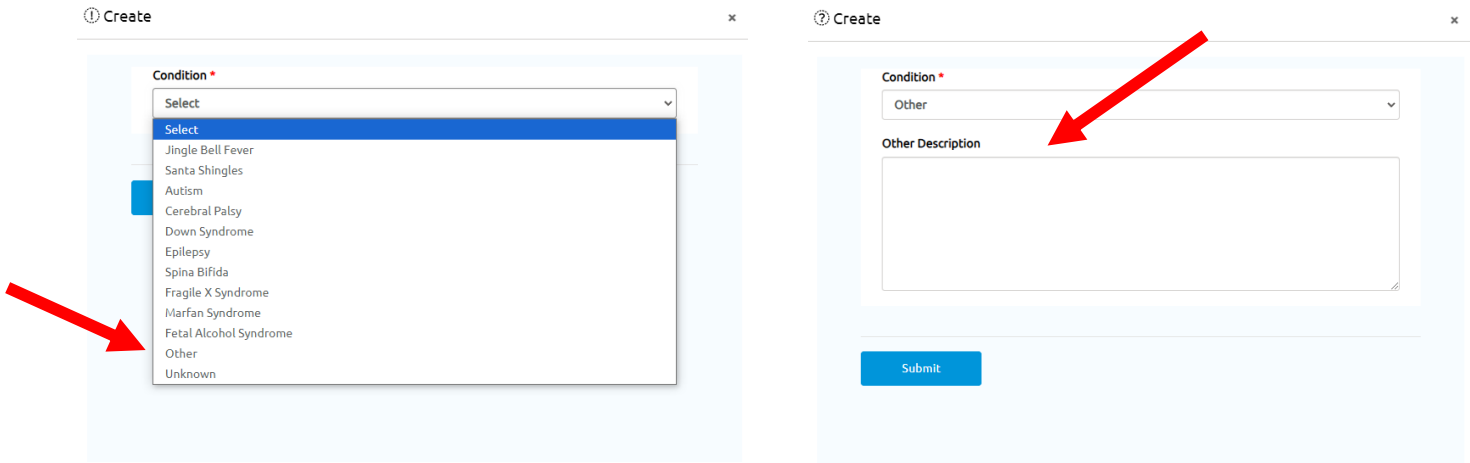 Create
×
Condition *
Select
Select
Jingle Bell Fever
Santa Shingles
Autism
Cerebral Palsy
Down Syndrome
Epilepsy
Spina Bifida
Fragile X Syndrome
Marfan Syndrome
Fetal Alcohol Syndrome
Other
Unknown
Create
×
Condition *
Other
Other Description
Submit